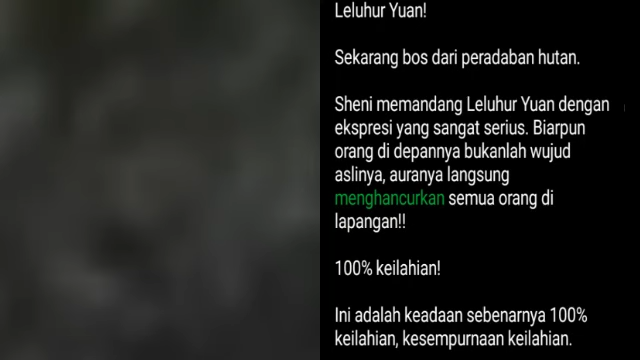 Leluhur Yuan!
Sekarang bos dari peradaban hutan.
Sheni memandang Leluhur Yuan dengan
ekspresi yang sangat serius. Biarpun
orang di depannya bukanlah wujud
aslinya, auranya langsung
menghancurkan semua orang di
lapangan!!
100% keilahian!
Ini adalah keadaan sebenarnya 100%
keilahian, kesempurnaan keilahian.